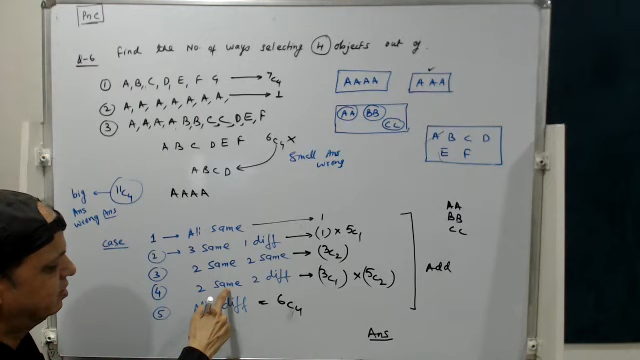 PnC
Q-6 Find the No of ways selecting 4 objects out of.
① A, B, C, D, E, F G → 7C4
② A, A, A, A, A, A, A, → 1
③ A, A, A, A B, B, C, C, D, E, F
A B C D E F 6C4 ×
Small Ans wrong
A B C D
big Ans wrong Ans ← 11C4
A A A A
AAAA
A AA
AA BB
CC
A B C D
E F
Case
1 → All same → 1
② → 3 same 1 diff → (1) × 5C1
③ 2 same 2 same → (3C2)
④ 2 same 2 diff → (3C1) × (5C2)
⑤ diff = 6C4
Add
AA
BB
CC
Ans